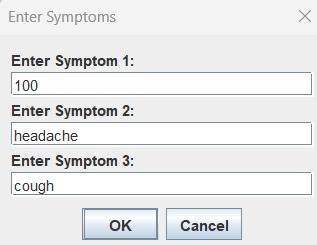 Enter Symptoms
Enter Symptom 1:
100
Enter Symptom 2:
headache
Enter Symptom 3:
cough
OK Cancel